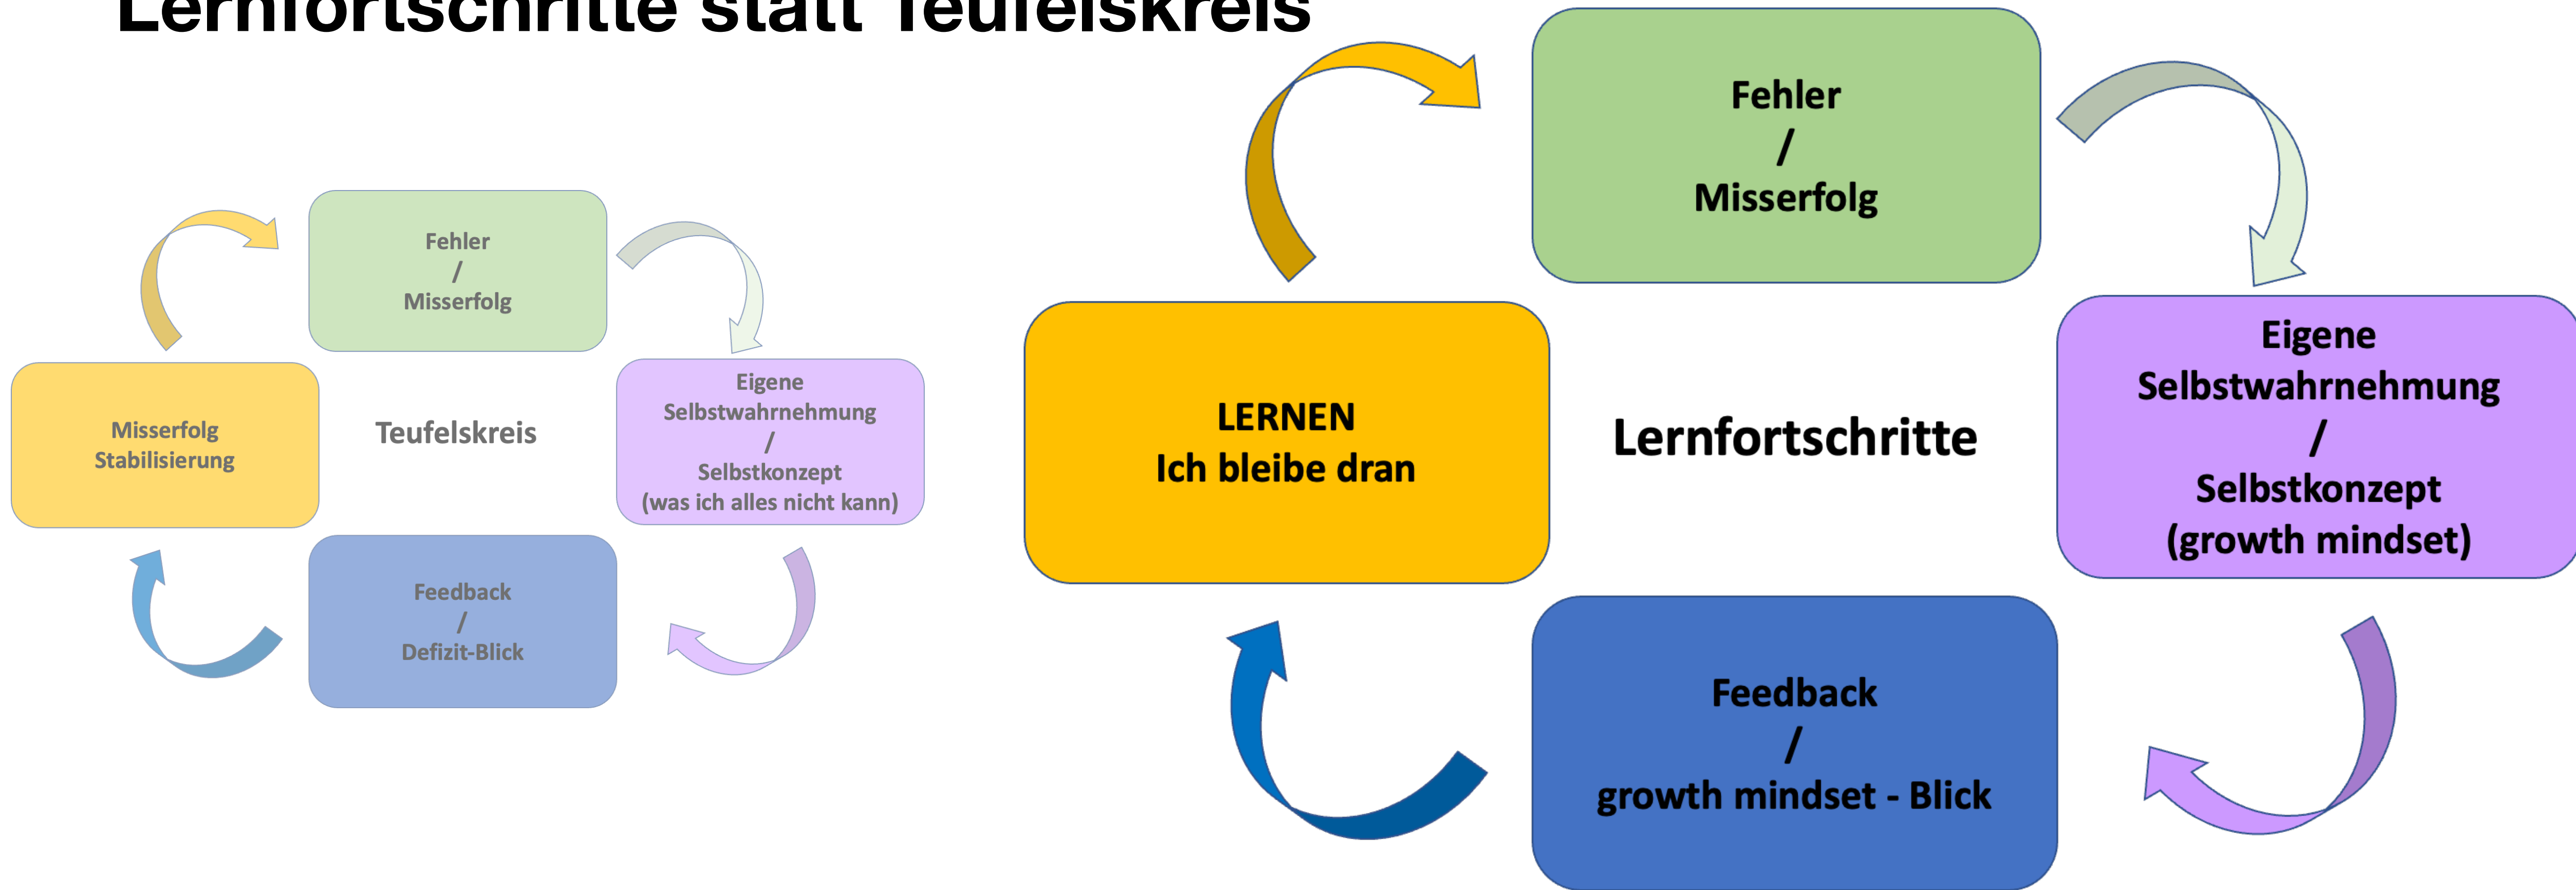 Lernfortschritte statt Teufelskreis
Fehler
/
Misserfolg
Eigene
Selbstwahrnehmung
/
Selbstkonzept
(was ich alles nicht kann)
Feedback
/
Defizit-Blick
Misserfolg
Stabilisierung
Teufelskreis
Fehler
/
Misserfolg
Eigene
Selbstwahrnehmung
/
Selbstkonzept
(growth mindset)
Feedback
/
growth mindset - Blick
LERNEN
Ich bleibe dran
Lernfortschritte